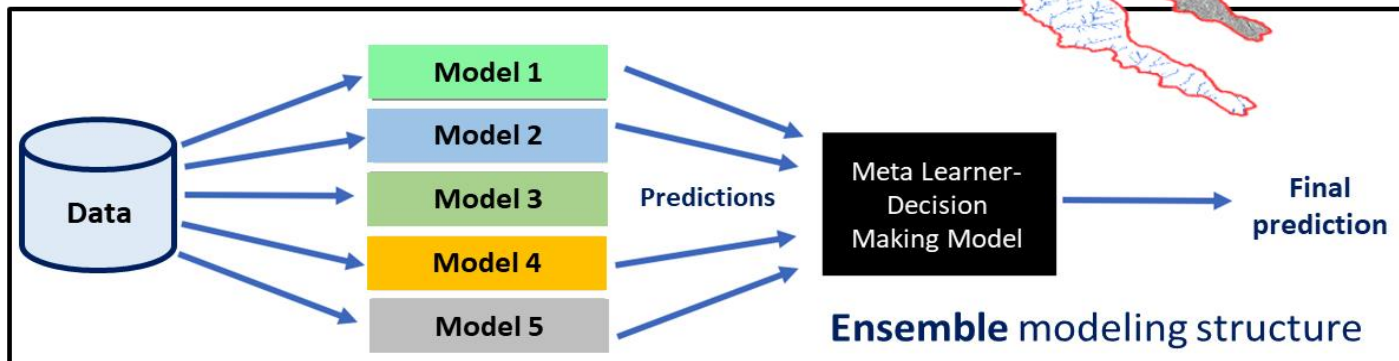 Data
Model 1
Model 2
Model 3
Model 4
Model 5
Predictions
Meta Learner-
Decision
Making Model
Final
prediction
Ensemble modeling structure